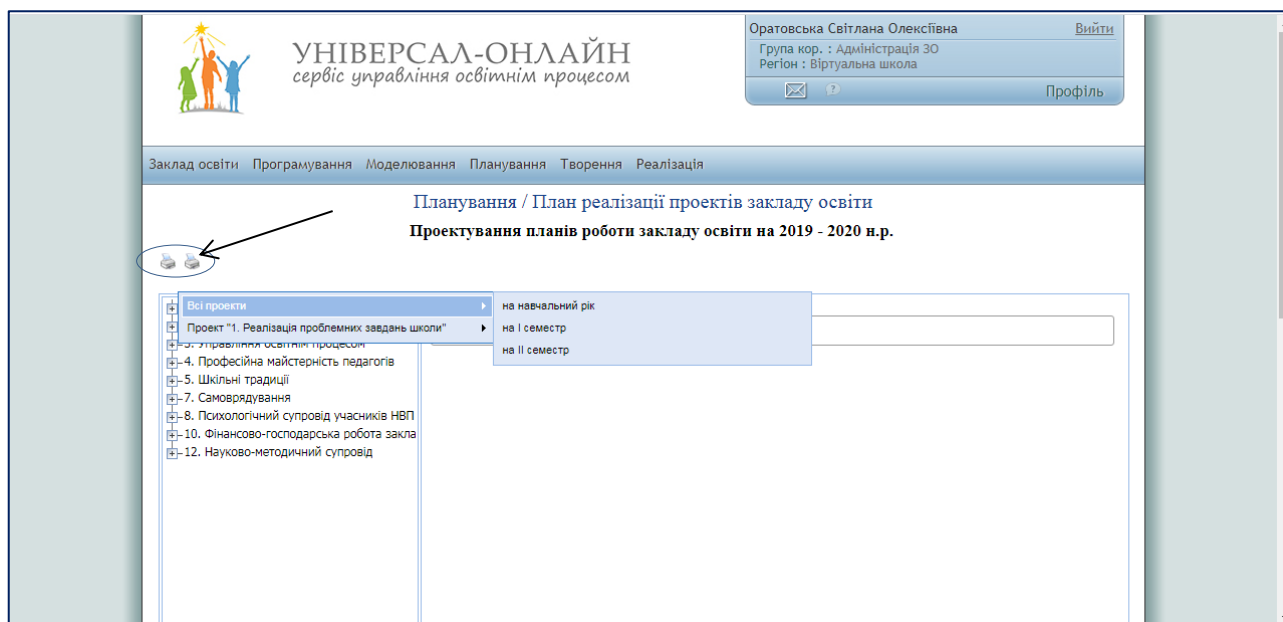 УНІВЕРСАЛ-ОНЛАЙН
сервіс управління освітнім процесом
Оратовська Світлана Олексіївна Вийти
Група кор. : Адміністрація ЗО
Регіон : Віртуальна школа
Профіль
Заклад освіти Програмування Моделювання Планування Творення Реалізація
Планування / План реалізації проектів закладу освіти
Проектування планів роботи закладу освіти на 2019 - 2020 н.р.
Всі проекти
Проект "1. Реалізація проблемних завдань школи"
на навчальний рік
на I семестр
на II семестр
3. Управління освітнім процесом
4. Професійна майстерність педагогів
5. Шкільні традиції
7. Самоврядування
8. Психологічний супровід учасників НВП
10. Фінансово-господарська робота закла
12. Науково-методичний супровід